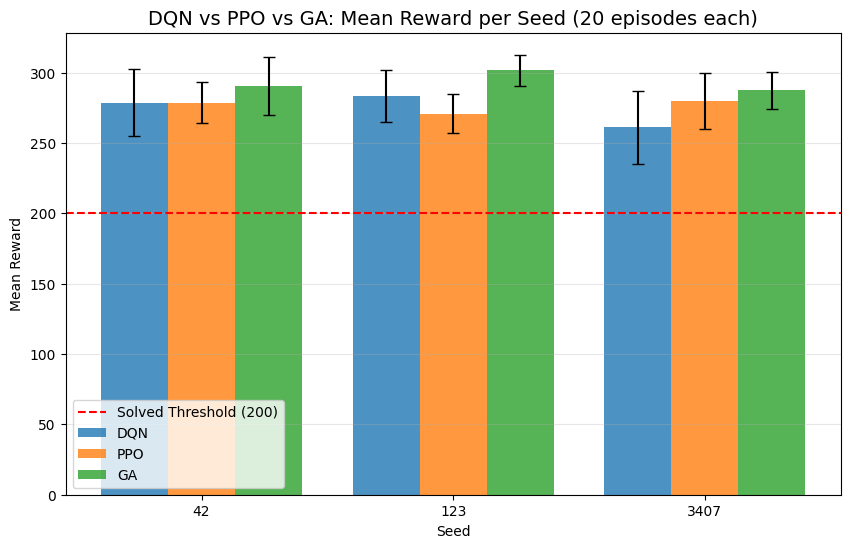 DQN vs PPO vs GA: Mean Reward per Seed (20 episodes each)
Mean Reward
300
250
200
150
100
50
0
Solved Threshold (200)
DQN
PPO
GA
42
123
3407
Seed